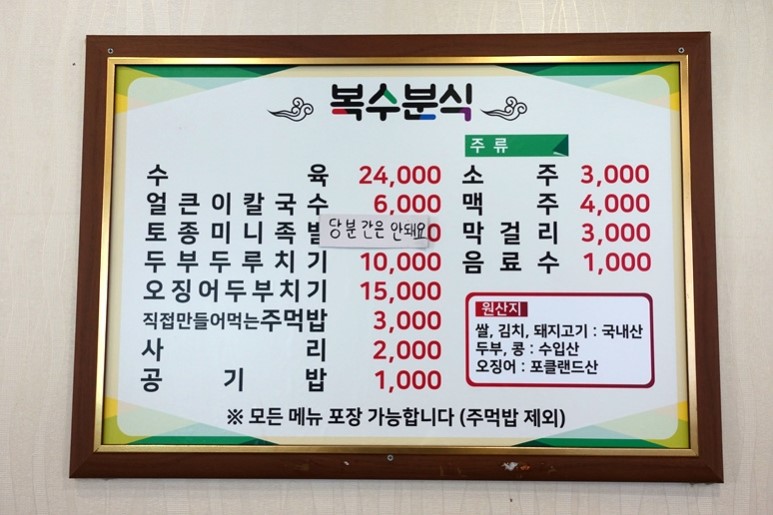 복수분식
수육 24,000
얼큰이칼국수 6,000
토종미니족발 당분간은 안돼요 0
두부두루치기 10,000
오징어두부치기 15,000
직접만들어먹는주먹밥 3,000
사리 2,000
공기밥 1,000
주류
소주 3,000
맥주 4,000
막걸리 3,000
음료수 1,000
원산지
쌀, 김치, 돼지고기 : 국내산
두부, 콩 : 수입산
오징어 : 포클랜드산
※ 모든 메뉴 포장 가능합니다 (주먹밥 제외)